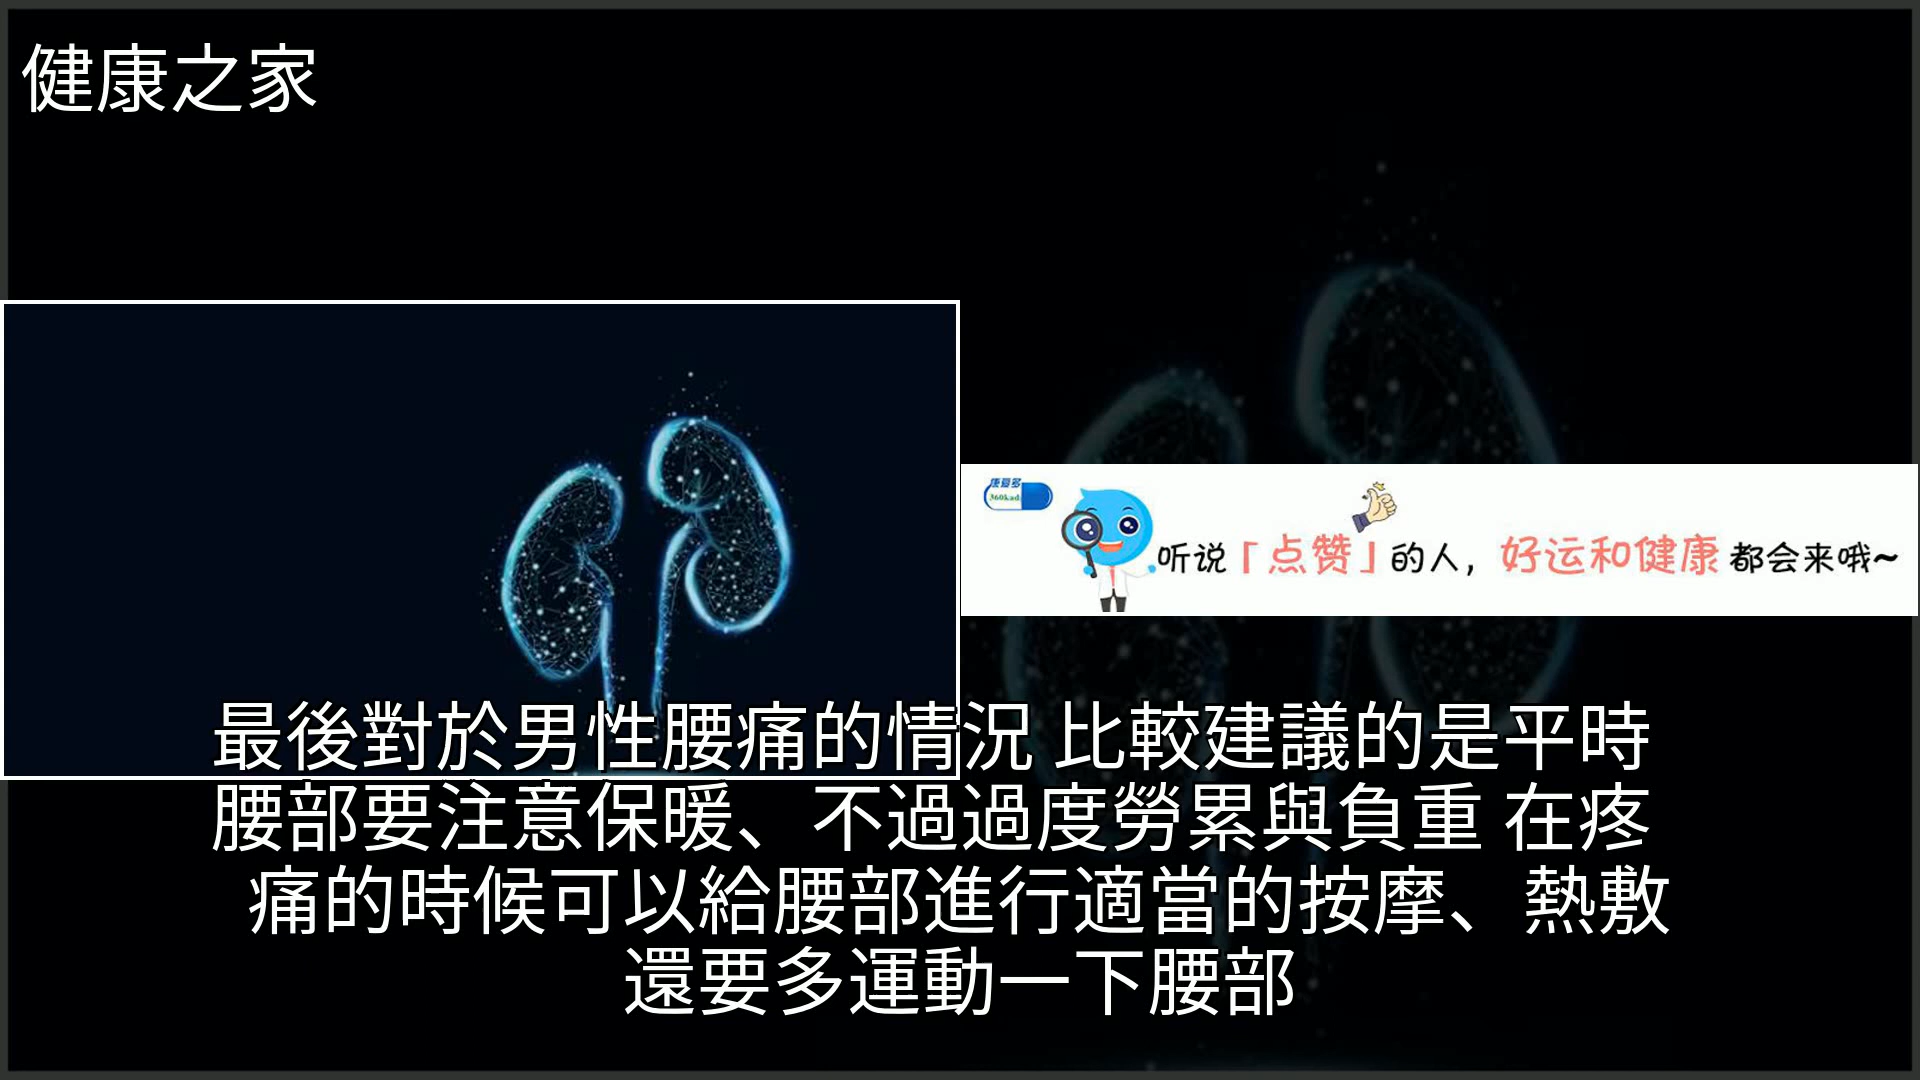 健康之家
康爱多
360kad
听说「点赞」的人，好运和健康都会来哦~
最後對於男性腰痛的情況 比較建議的是平時
腰部要注意保暖、不過過度勞累與負重 在疼
痛的時候可以給腰部進行適當的按摩、熱敷
還要多運動一下腰部